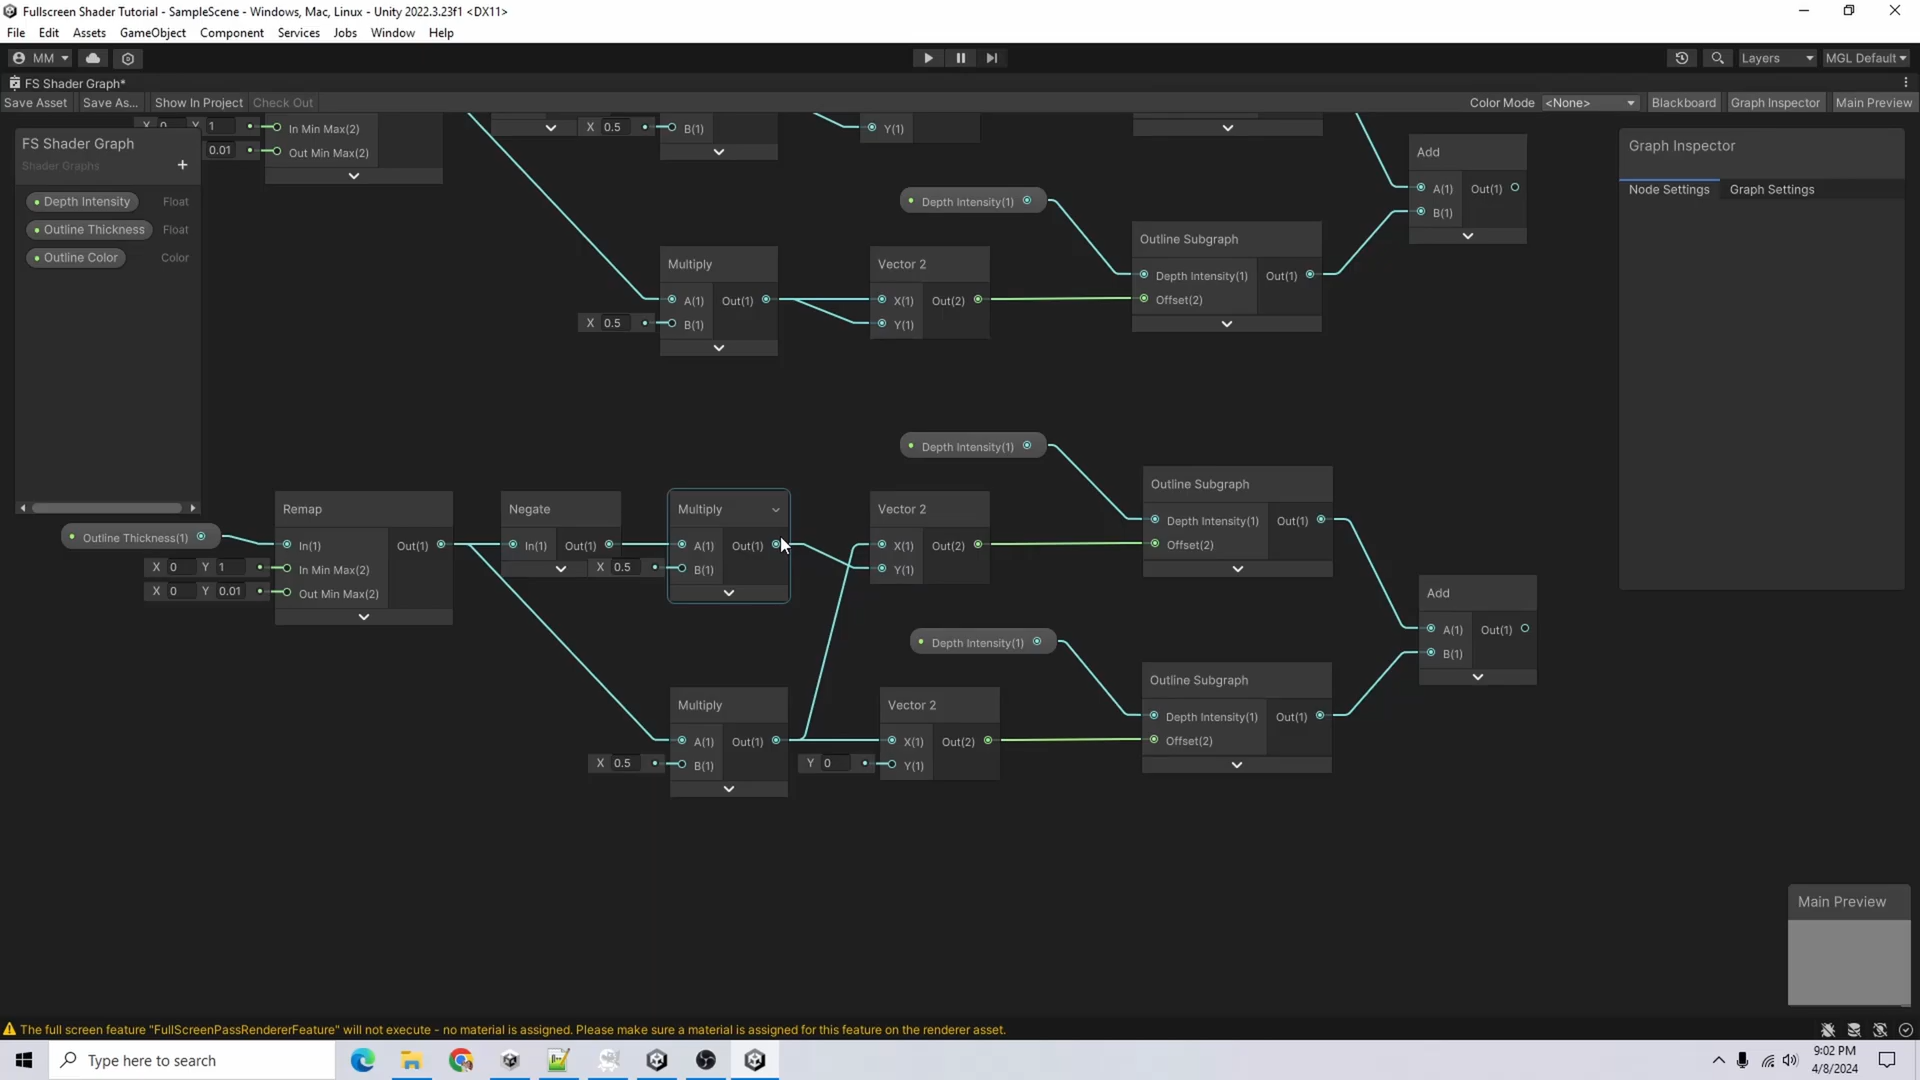 Fullscreen Shader Tutorial - SampleScene - Windows, Mac, Linux - Unity 2022.3.23f1 <DX11>
File Edit Assets GameObject Component Services Jobs Window Help
MM Layers MGL Default
FS Shader Graph*
Save Asset Save As... Show In Project Check Out Color Mode <None> Blackboard Graph Inspector Main Preview
X 0 Y 1 In Min Max(2) X 0.5 B(1) Y(1)
0.01 Out Min Max(2)
FS Shader Graph
Shader Graphs
+
Depth Intensity Float
Outline Thickness Float
Outline Color Color
Add
A(1) Out(1)
B(1)
Graph Inspector
Node Settings Graph Settings
Depth Intensity(1)
Outline Subgraph
Depth Intensity(1) Out(1)
Offset(2)
Multiply
A(1) Out(1)
X 0.5 B(1)
Vector 2
X(1) Out(2)
Y(1)
Depth Intensity(1)
Outline Subgraph
Depth Intensity(1) Out(1)
Offset(2)
Outline Thickness(1)
Remap
In(1) Out(1)
X 0 Y 1 In Min Max(2)
X 0 Y 0.01 Out Min Max(2)
Negate
In(1) Out(1)
Multiply
A(1) Out(1)
X 0.5 B(1)
Vector 2
X(1) Out(2)
Y(1)
Add
A(1) Out(1)
B(1)
Depth Intensity(1)
Outline Subgraph
Depth Intensity(1) Out(1)
Offset(2)
Multiply
A(1) Out(1)
X 0.5 B(1)
Vector 2
X(1) Out(2)
Y 0 Y(1)
Main Preview
The full screen feature "FullScreenPassRendererFeature" will not execute - no material is assigned. Please make sure a material is assigned for this feature on the renderer asset.
Type here to search
9:02 PM
4/8/2024